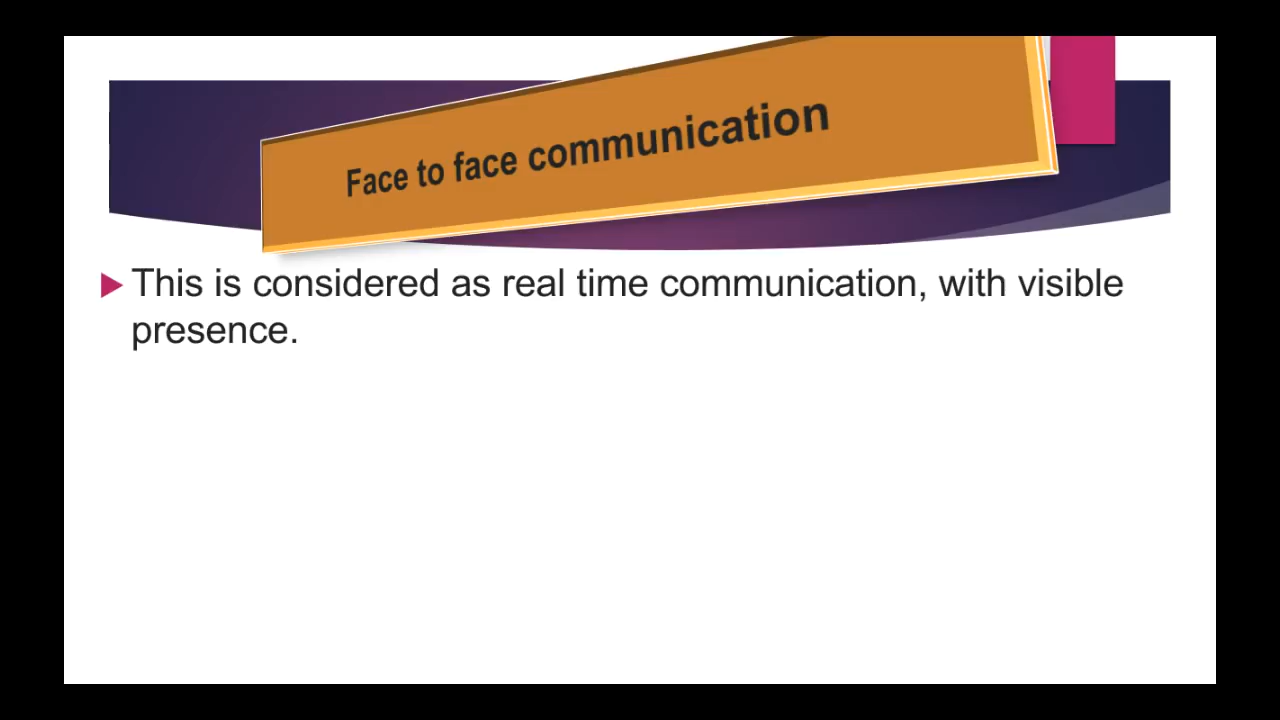 Face to face communication
This is considered as real time communication, with visible
presence.